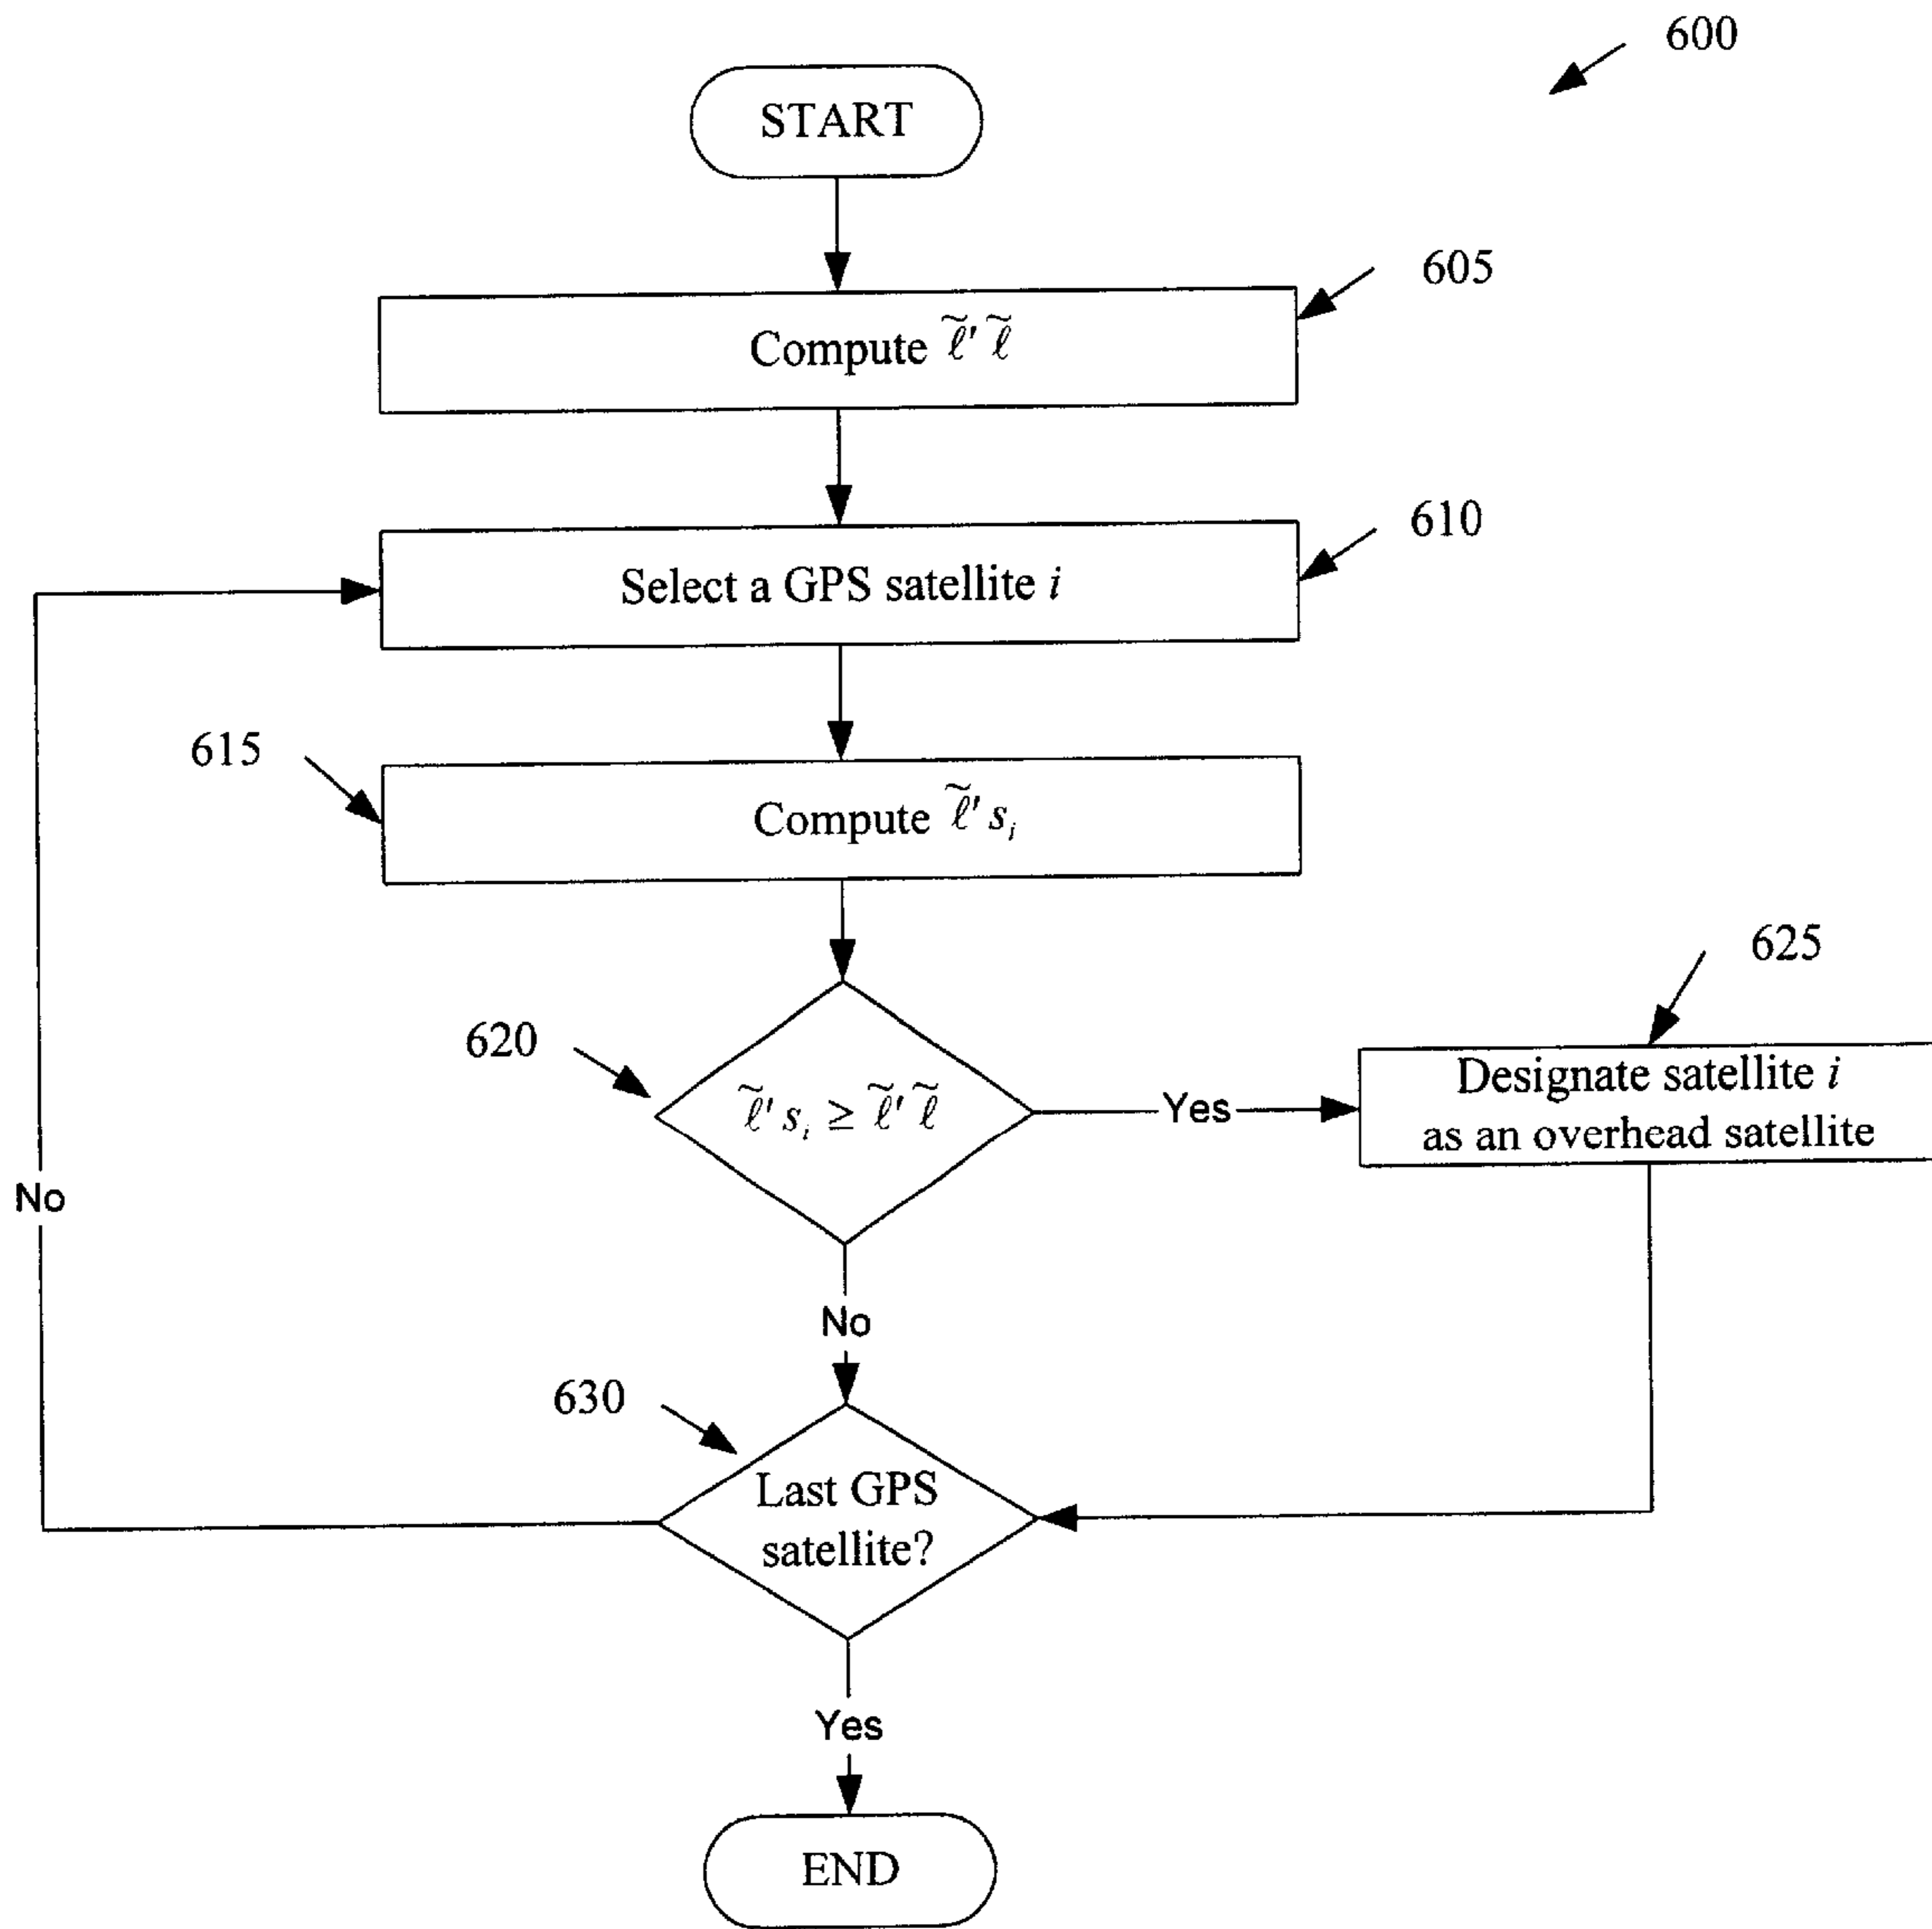 600
START
605
Compute ℓ̃' ℓ̃
610
Select a GPS satellite i
615
Compute ℓ̃' sᵢ
625
620
Designate satellite i
as an overhead satellite
ℓ̃' sᵢ ≥ ℓ̃' ℓ̃
Yes
No
No
630
Last GPS
satellite?
Yes
END